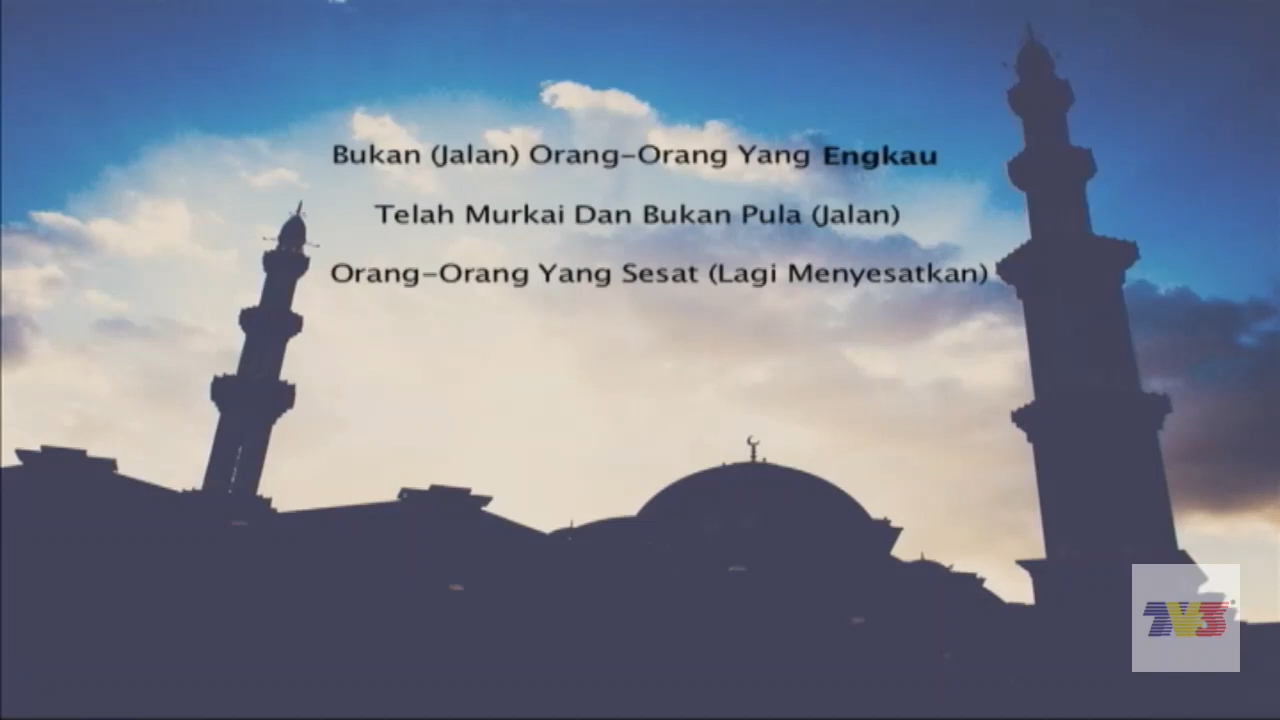 Bukan (Jalan) Orang-Orang Yang Engkau
Telah Murkai Dan Bukan Pula (Jalan)
Orang-Orang Yang Sesat (Lagi Menyesatkan)
TV3